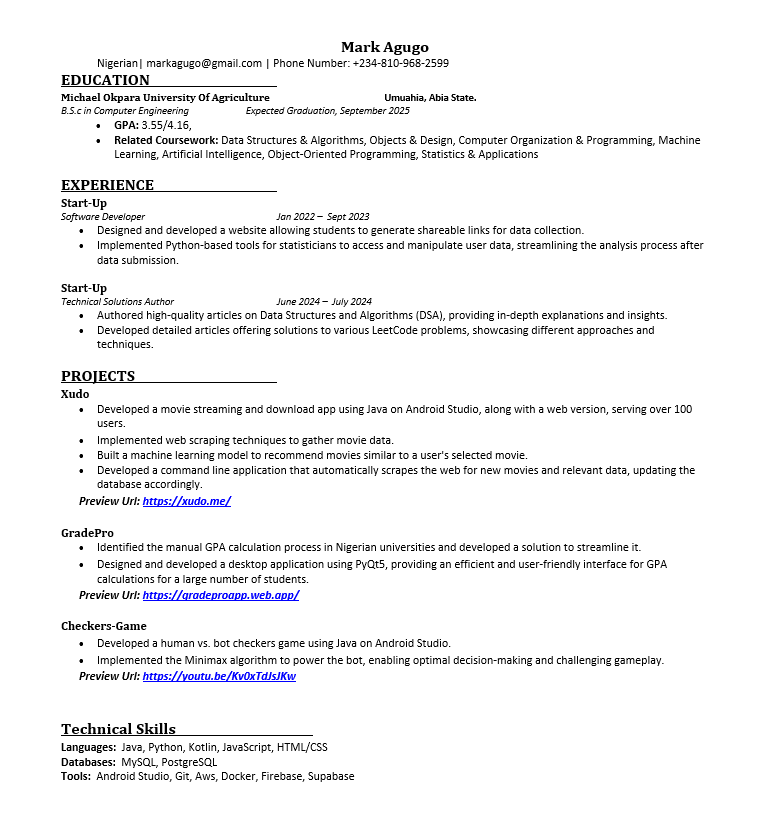 Mark Agugo
Nigerian| markagugo@gmail.com | Phone Number: +234-810-968-2599
EDUCATION
Michael Okpara University Of Agriculture Umuahia, Abia State.
B.S.c in Computer Engineering Expected Graduation, September 2025
• GPA: 3.55/4.16,
• Related Coursework: Data Structures & Algorithms, Objects & Design, Computer Organization & Programming, Machine
Learning, Artificial Intelligence, Object-Oriented Programming, Statistics & Applications
EXPERIENCE
Start-Up
Software Developer Jan 2022 – Sept 2023
• Designed and developed a website allowing students to generate shareable links for data collection.
• Implemented Python-based tools for statisticians to access and manipulate user data, streamlining the analysis process after
data submission.
Start-Up
Technical Solutions Author June 2024 – July 2024
• Authored high-quality articles on Data Structures and Algorithms (DSA), providing in-depth explanations and insights.
• Developed detailed articles offering solutions to various LeetCode problems, showcasing different approaches and
techniques.
PROJECTS
Xudo
• Developed a movie streaming and download app using Java on Android Studio, along with a web version, serving over 100
users.
• Implemented web scraping techniques to gather movie data.
• Built a machine learning model to recommend movies similar to a user's selected movie.
• Developed a command line application that automatically scrapes the web for new movies and relevant data, updating the
database accordingly.
Preview Url: https://xudo.me/
GradePro
• Identified the manual GPA calculation process in Nigerian universities and developed a solution to streamline it.
• Designed and developed a desktop application using PyQt5, providing an efficient and user-friendly interface for GPA
calculations for a large number of students.
Preview Url: https://gradeproapp.web.app/
Checkers-Game
• Developed a human vs. bot checkers game using Java on Android Studio.
• Implemented the Minimax algorithm to power the bot, enabling optimal decision-making and challenging gameplay.
Preview Url: https://youtu.be/Kv0xTdJsJKw
Technical Skills
Languages: Java, Python, Kotlin, JavaScript, HTML/CSS
Databases: MySQL, PostgreSQL
Tools: Android Studio, Git, Aws, Docker, Firebase, Supabase